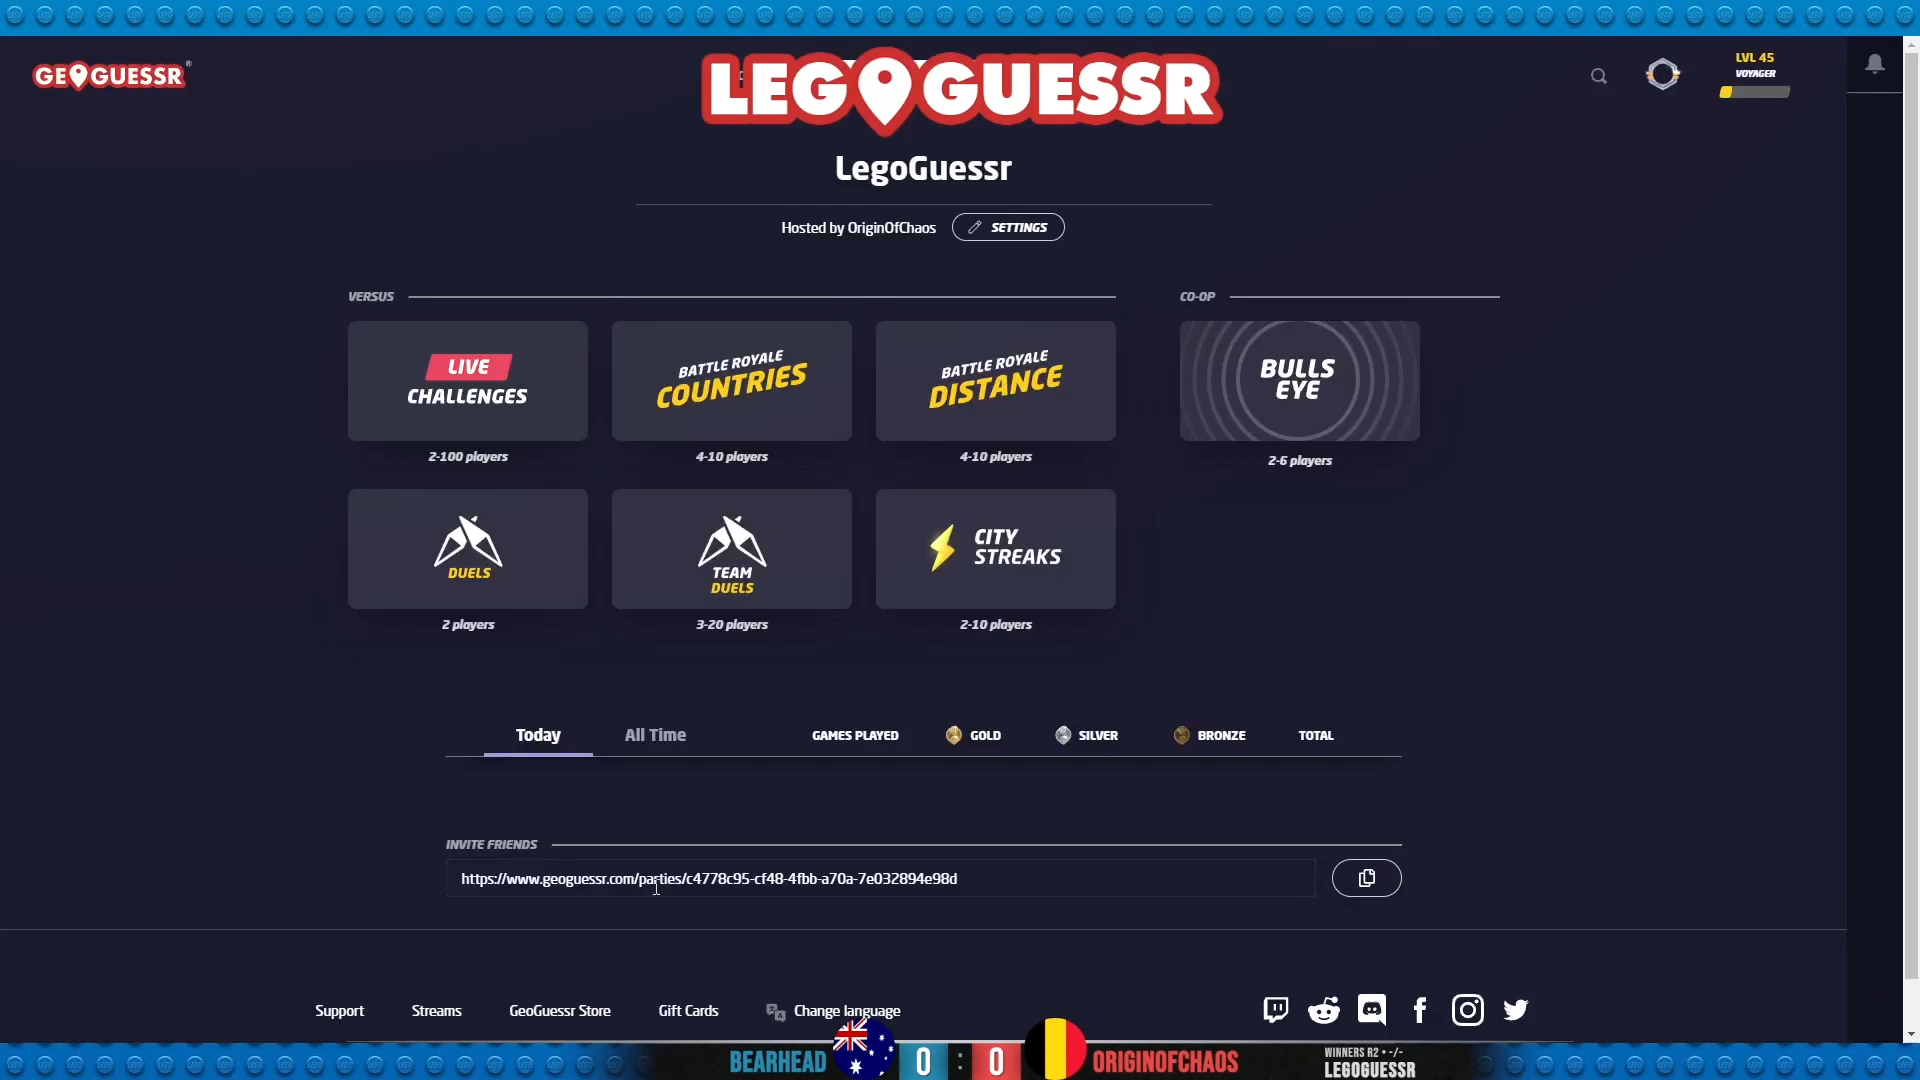 GEOGUESSR®
LEGOGUESSR
LVL 45
VOYAGER
LegoGuessr
Hosted by OriginOfChaos
SETTINGS
VERSUS
CO-OP
LIVE
CHALLENGES
2-100 players
BATTLE ROYALE
COUNTRIES
4-10 players
BATTLE ROYALE
DISTANCE
4-10 players
BULLS
EYE
2-6 players
DUELS
2 players
TEAM
DUELS
3-20 players
CITY
STREAKS
2-10 players
Today
All Time
GAMES PLAYED
GOLD
SILVER
BRONZE
TOTAL
INVITE FRIENDS
https://www.geoguessr.com/parties/c4778c95-cf48-4fbb-a70a-7e032894e98d
Support
Streams
GeoGuessr Store
Gift Cards
Change language
BEARHEAD
0 : 0
ORIGINOFCHAOS
WINNERS R2 • -/-
LEGOGUESSR